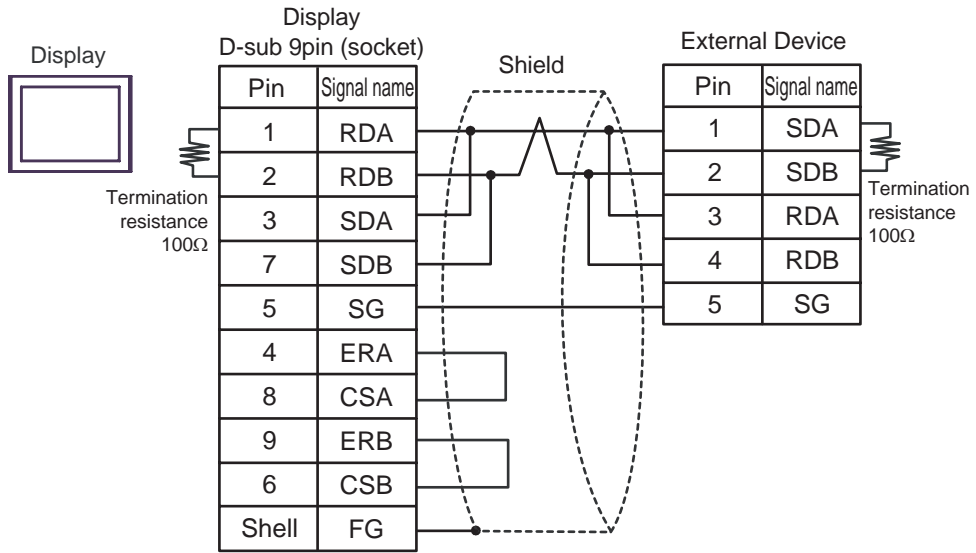 Display
Display
D-sub 9pin (socket)
Pin Signal name
1 RDA
2 RDB
3 SDA
7 SDB
5 SG
4 ERA
8 CSA
9 ERB
6 CSB
Shell FG
Termination
resistance
100Ω
Shield
External Device
Pin Signal name
1 SDA
2 SDB
3 RDA
4 RDB
5 SG
Termination
resistance
100Ω